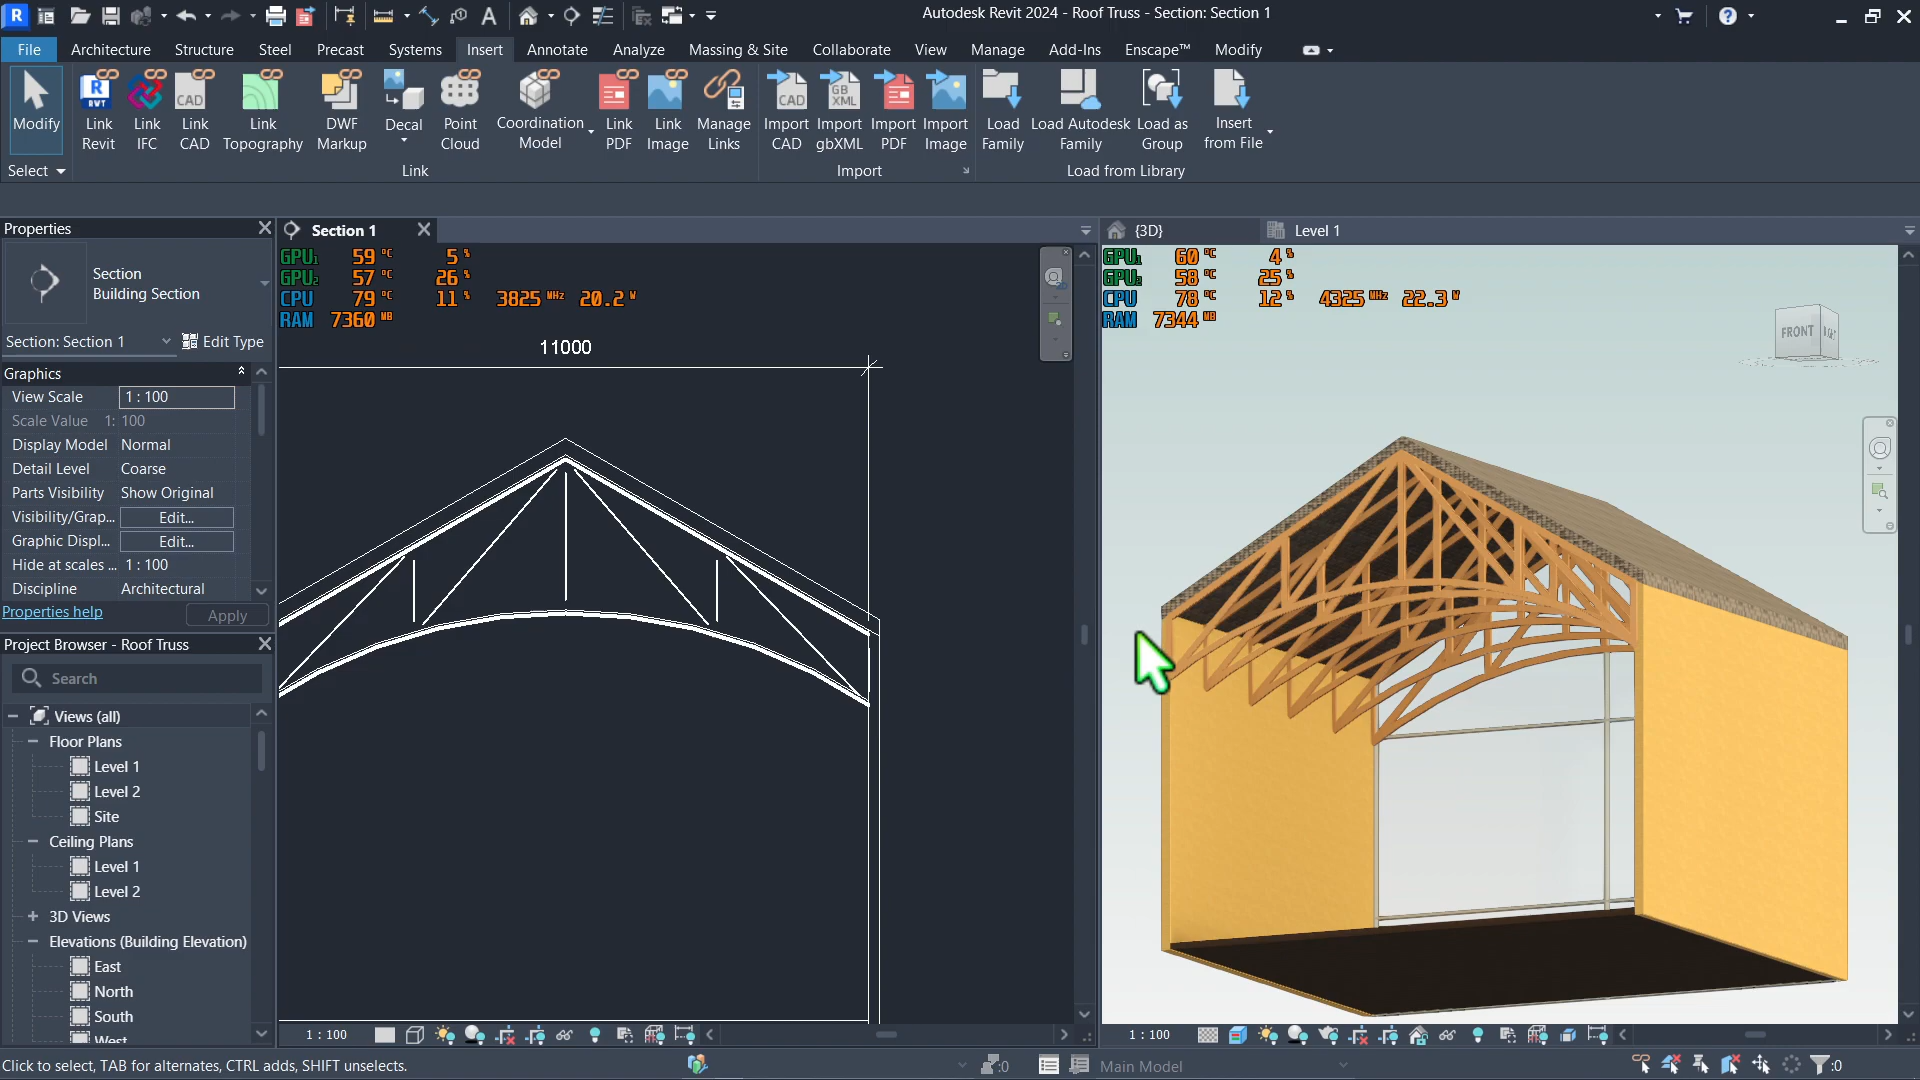 Autodesk Revit 2024 - Roof Truss - Section: Section 1
File Architecture Structure Steel Precast Systems Insert Annotate Analyze Massing & Site Collaborate View Manage Add-Ins Enscape™ Modify
Modify
Link Revit
Link IFC
Link CAD
Link Topography
DWF Markup
Decal
Point Cloud
Coordination Model
Link PDF
Link Image
Manage Links
Import CAD
Import gbXML
Import PDF
Import Image
Load Family
Load Autodesk Family
Load as Group
Insert from File
Select
Link
Import
Load from Library
Properties
Section
Building Section
Section: Section 1
Edit Type
Graphics
View Scale 1 : 100
Scale Value 1: 100
Display Model Normal
Detail Level Coarse
Parts Visibility Show Original
Visibility/Grap... Edit...
Graphic Displ... Edit...
Hide at scales ... 1 : 100
Discipline Architectural
Properties help
Apply
Project Browser - Roof Truss
Search
Views (all)
Floor Plans
Level 1
Level 2
Site
Ceiling Plans
Level 1
Level 2
3D Views
Elevations (Building Elevation)
East
North
South
West
Section 1
GPU1 59 °C 5 %
GPU2 57 °C 26 %
CPU 79 °C 11 % 3825 MHz 20.2 W
RAM 7360 MB
11000
1 : 100
{3D}
Level 1
GPU1 60 °C 4 %
GPU2 58 °C 25 %
CPU 78 °C 12 % 4325 MHz 22.3 W
RAM 7344 MB
FRONT
1 : 100
Click to select, TAB for alternates, CTRL adds, SHIFT unselects.
:0
Main Model
:0